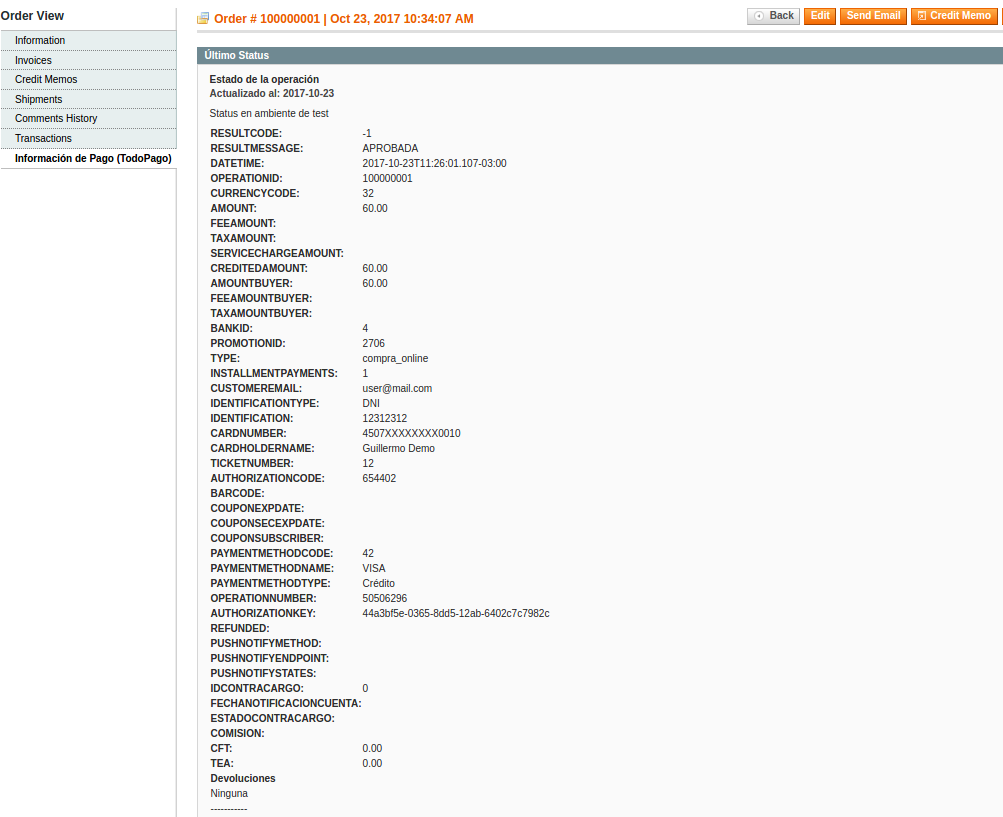 Order View
Information
Invoices
Credit Memos
Shipments
Comments History
Transactions
Información de Pago (TodoPago)
Order # 100000001 | Oct 23, 2017 10:34:07 AM
Back
Edit
Send Email
Credit Memo
Último Status
Estado de la operación
Actualizado al: 2017-10-23
Status en ambiente de test
RESULTCODE: -1
RESULTMESSAGE: APROBADA
DATETIME: 2017-10-23T11:26:01.107-03:00
OPERATIONID: 100000001
CURRENCYCODE: 32
AMOUNT: 60.00
FEEAMOUNT:
TAXAMOUNT:
SERVICECHARGEAMOUNT:
CREDITEDAMOUNT: 60.00
AMOUNTBUYER: 60.00
FEEAMOUNTBUYER:
TAXAMOUNTBUYER:
BANKID: 4
PROMOTIONID: 2706
TYPE: compra_online
INSTALLMENTPAYMENTS: 1
CUSTOMEREMAIL: user@mail.com
IDENTIFICATIONTYPE: DNI
IDENTIFICATION: 12312312
CARDNUMBER: 4507XXXXXXXX0010
CARDHOLDERNAME: Guillermo Demo
TICKETNUMBER: 12
AUTHORIZATIONCODE: 654402
BARCODE:
COUPONEXPDATE:
COUPONSECEXPDATE:
COUPONSUBSCRIBER:
PAYMENTMETHODCODE: 42
PAYMENTMETHODNAME: VISA
PAYMENTMETHODTYPE: Crédito
OPERATIONNUMBER: 50506296
AUTHORIZATIONKEY: 44a3bf5e-0365-8dd5-12ab-6402c7c7982c
REFUNDED:
PUSHNOTIFYMETHOD:
PUSHNOTIFYENDPOINT:
PUSHNOTIFYSTATES:
IDCONTRACARGO: 0
FECHANOTIFICACIONCUENTA:
ESTADOCONTRACARGO:
COMISION:
CFT: 0.00
TEA: 0.00
Devoluciones
Ninguna
-----------